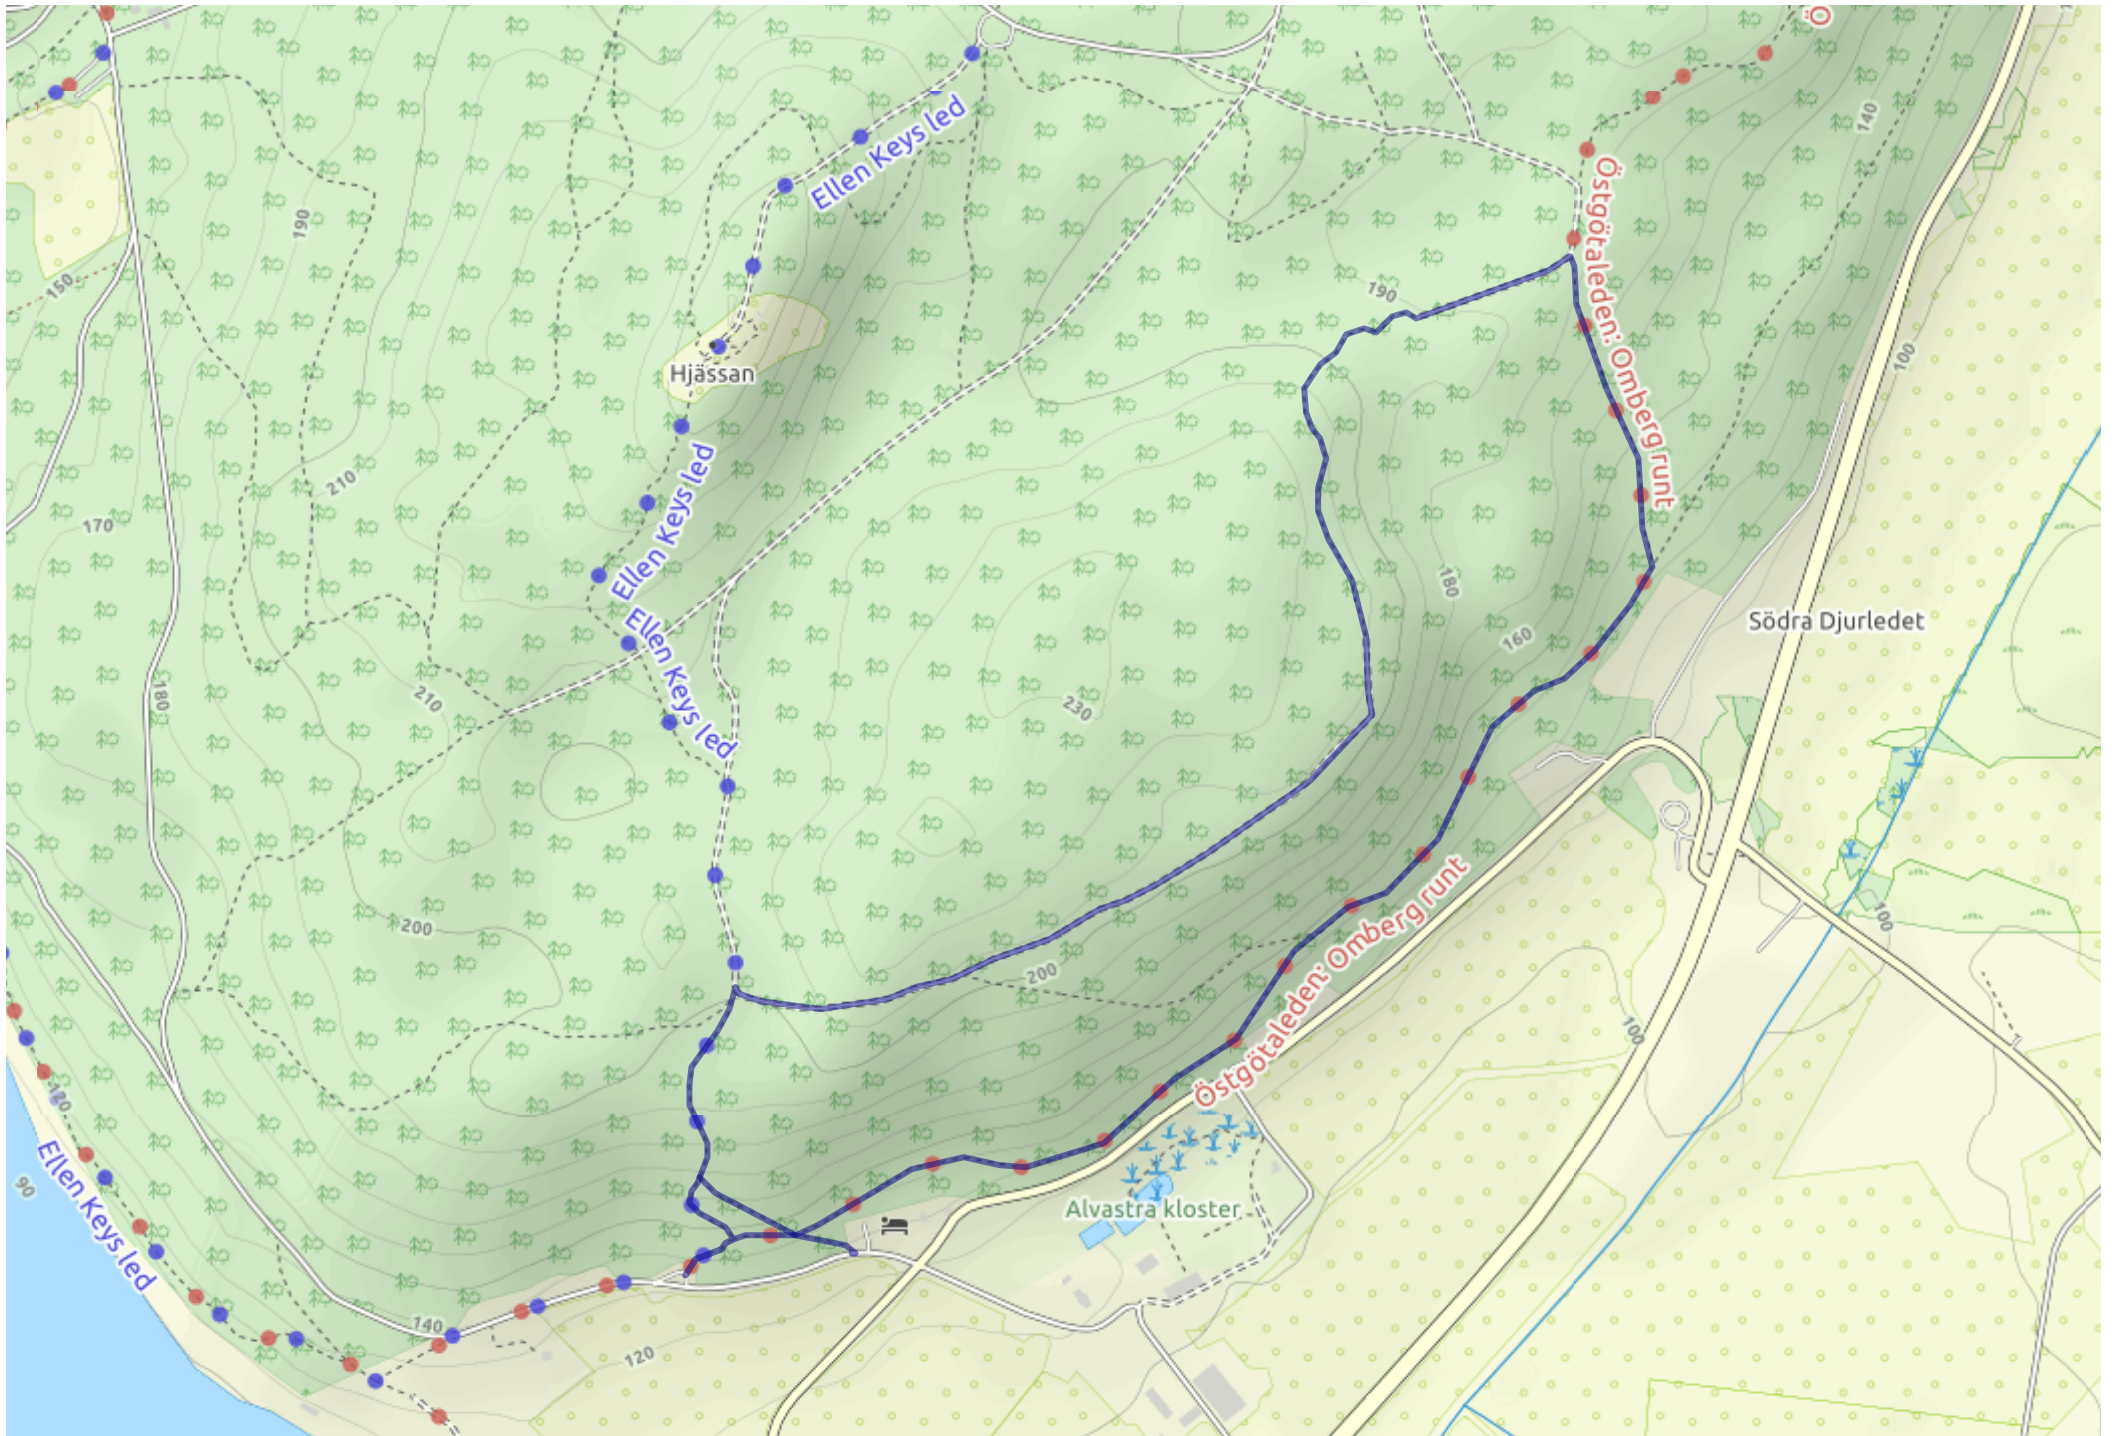 Ö
Ellen Keys led
140
Östgötaleden: Omberg runt
190
150
190
100
Hjässan
210
Ellen Keys led
170
180
Södra Djurledet
160
Ellen Keys led
180
210
230
200
100
200
Östgötaleden: Omberg runt
100
120
Ellen Keys led
90
Alvastra kloster
140
120